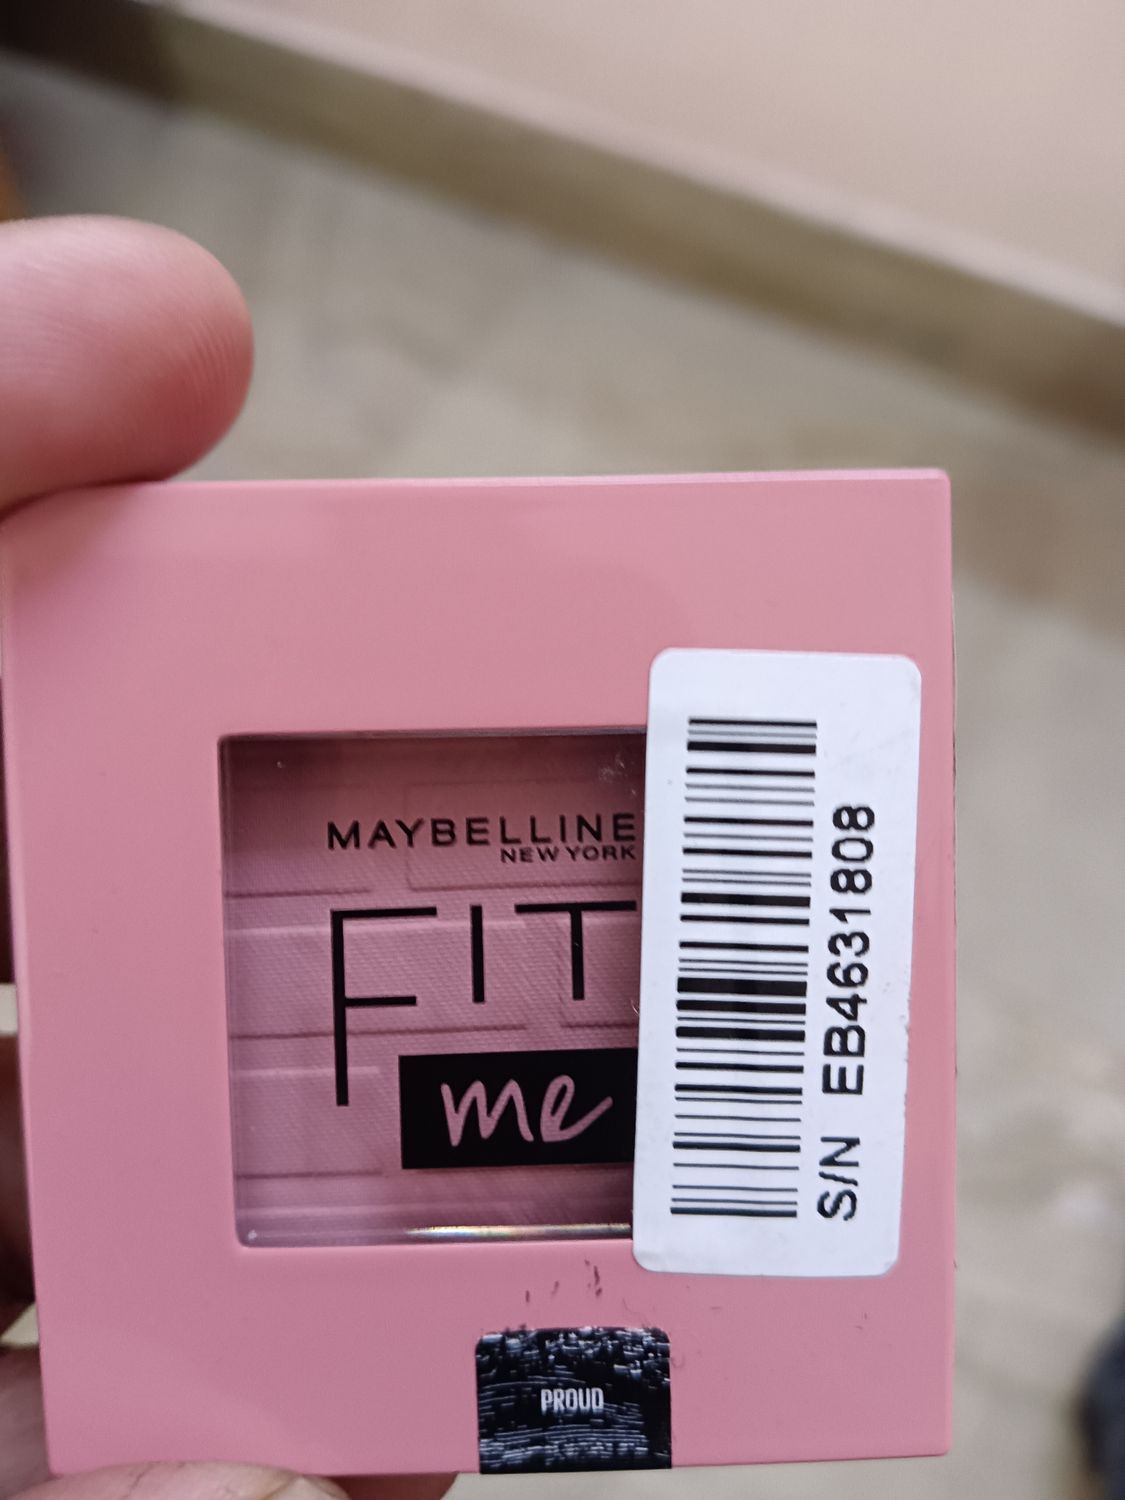 MAYBELLINE
NEW YORK
FIT
me
S/N EB4631808
PROUD